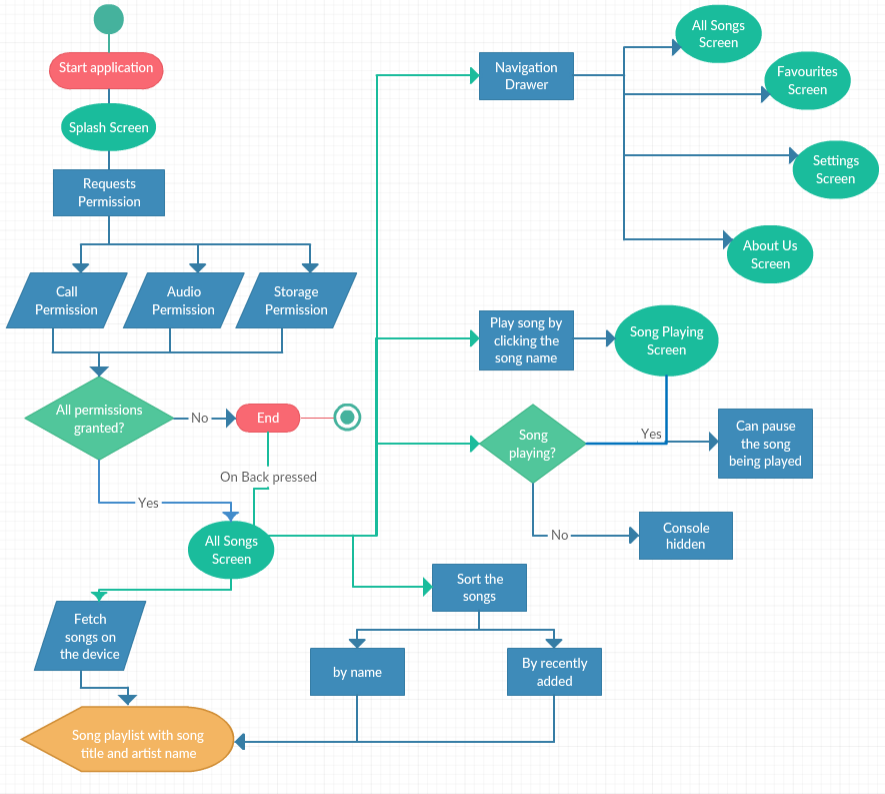 Start application
Splash Screen
Requests
Permission
Call
Permission
Audio
Permission
Storage
Permission
All permissions
granted?
No
End
On Back pressed
Yes
All Songs
Screen
Fetch
songs on
the device
Song playlist with song
title and artist name
Navigation
Drawer
All Songs
Screen
Favourites
Screen
Settings
Screen
About Us
Screen
Play song by
clicking the
song name
Song Playing
Screen
Song
playing?
Yes
Can pause
the song
being played
No
Console
hidden
Sort the
songs
by name
By recently
added